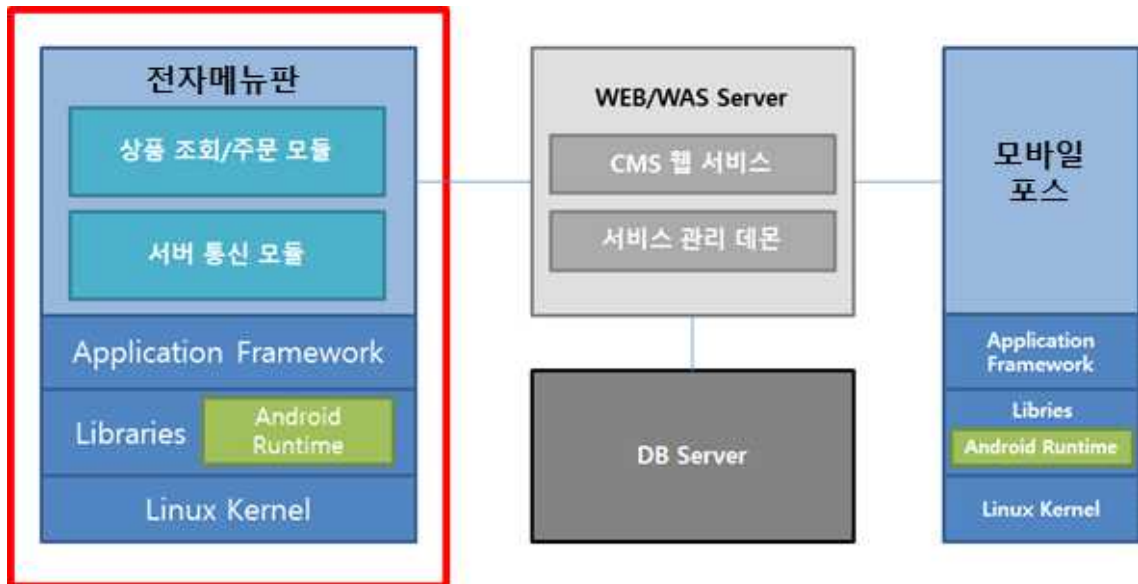 전자메뉴판
상품 조회/주문 모듈
서버 통신 모듈
Application Framework
Libraries
Android
Runtime
Linux Kernel
WEB/WAS Server
CMS 웹 서비스
서비스 관리 데몬
DB Server
모바일
포스
Application
Framework
Libries
Android Runtime
Linux Kernel